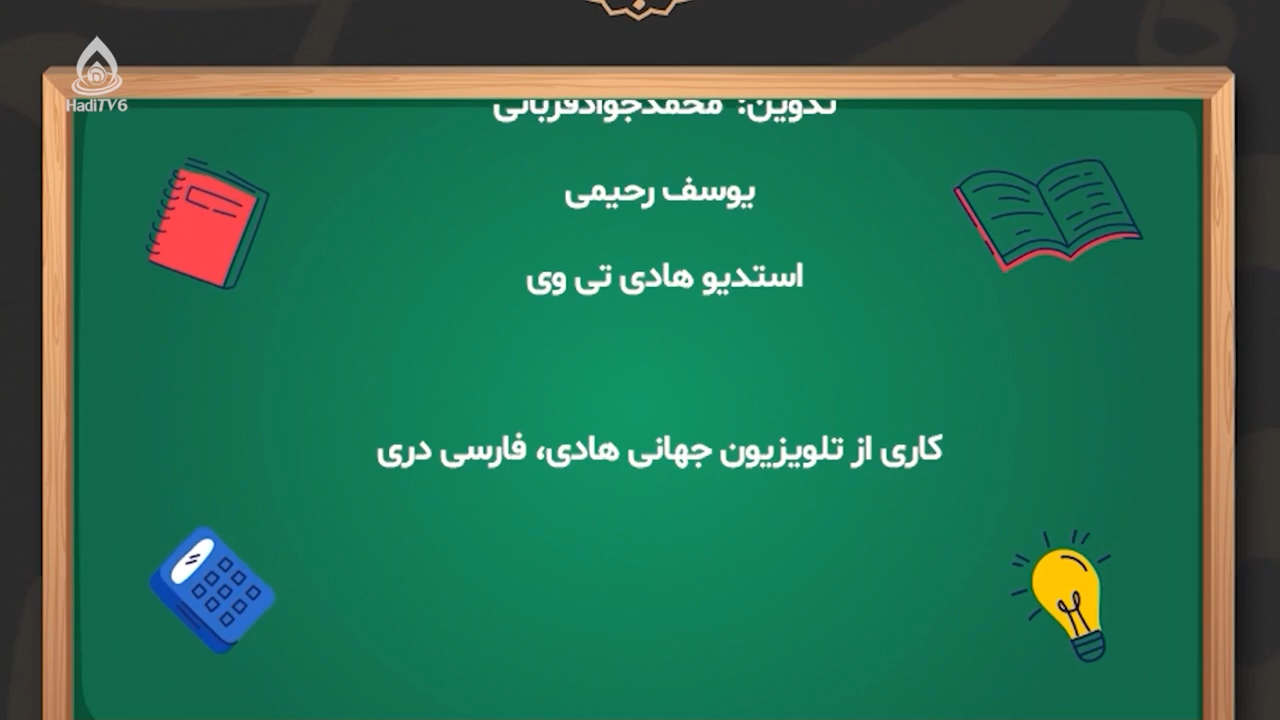 HadiTV6
تدوین: محمدجوادقربانی
یوسف رحیمی
استدیو هادی تی وی
کاری از تلویزیون جهانی هادی، فارسی دری